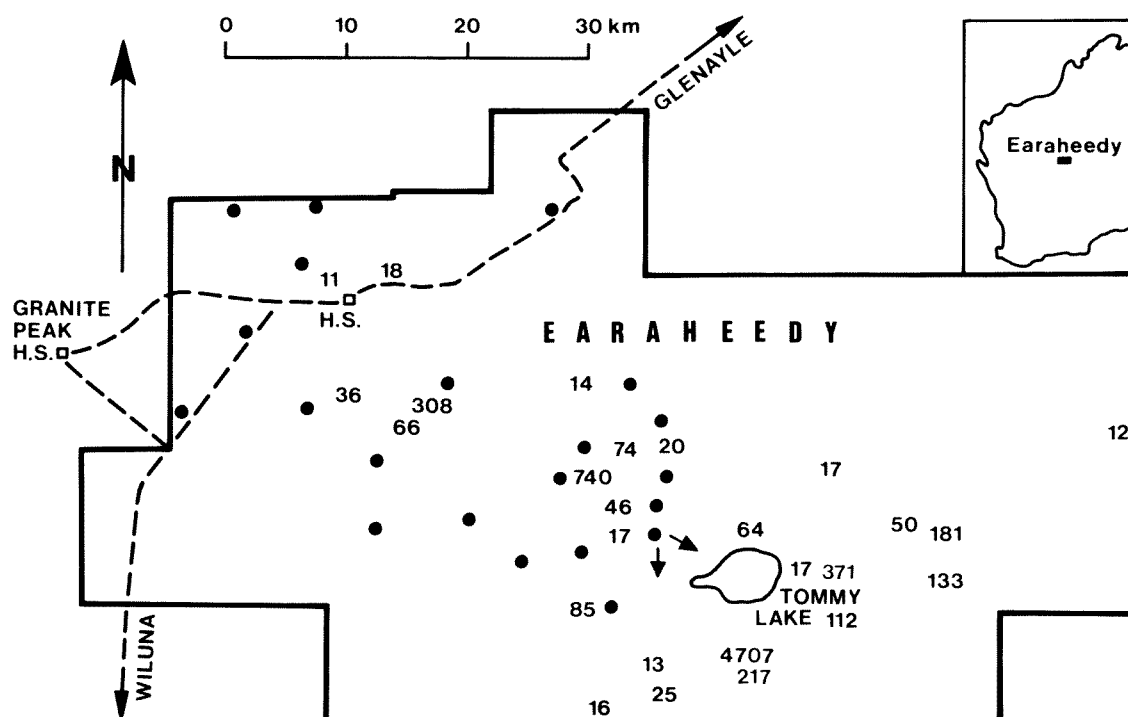 0 10 20 30 km
GLENAYLE
N
Earaheedy
11 18
GRANITE
PEAK
H.S.
H.S.
EARAHEEDY
14
36
308
66
12
74 20
17
740
46
50
181
64
17
17 371
133
TOMMY
LAKE 112
85
WILUNA
4707
13
217
25
16